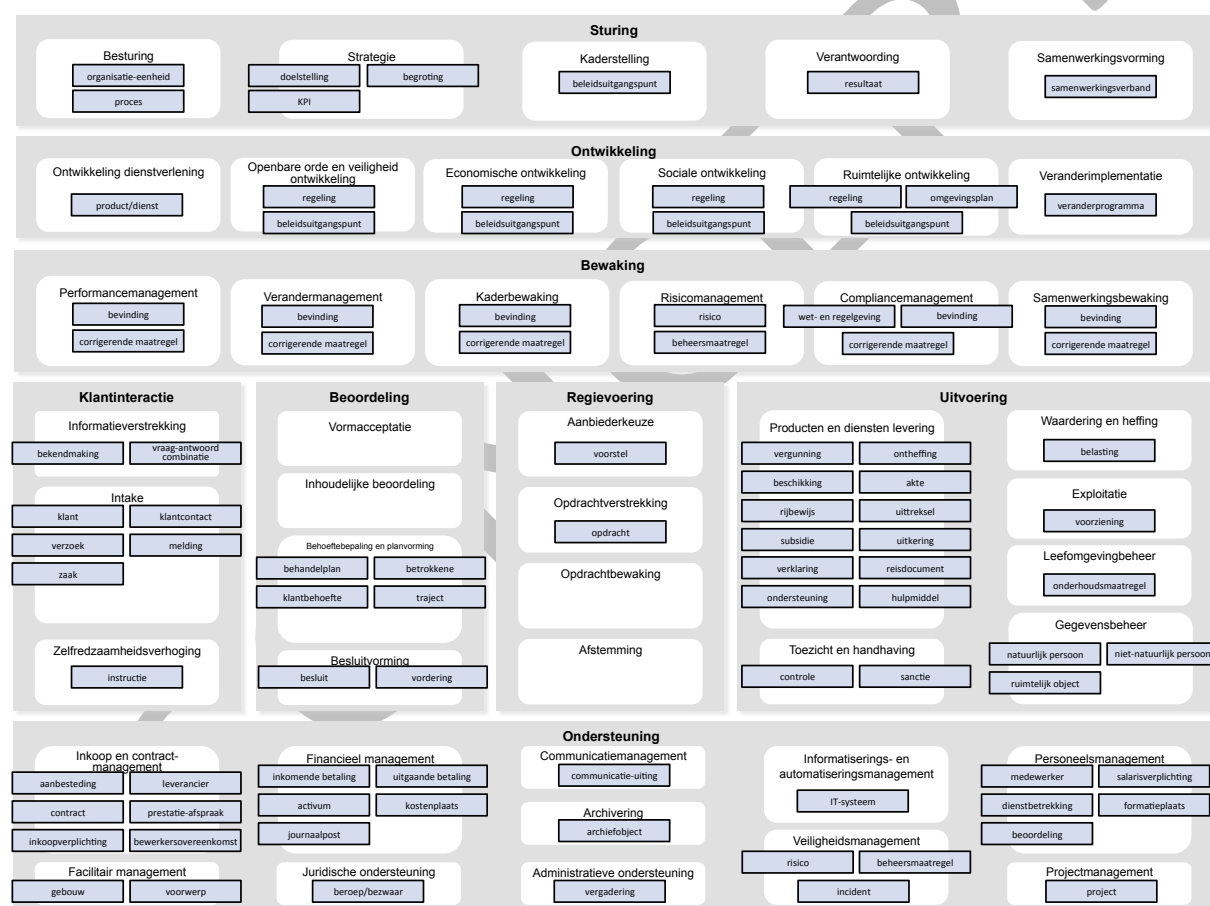 Sturing
Besturing
organisatie-eenheid
proces
Strategie
doelstelling
begroting
KPI
Kaderstelling
beleidsuitgangspunt
Verantwoording
resultaat
Samenwerkingsvorming
samenwerkingsverband
Ontwikkeling
Ontwikkeling dienstverlening
product/dienst
Openbare orde en veiligheid
ontwikkeling
regeling
beleidsuitgangspunt
Economische ontwikkeling
regeling
beleidsuitgangspunt
Sociale ontwikkeling
regeling
beleidsuitgangspunt
Ruimtelijke ontwikkeling
regeling
omgevingsplan
beleidsuitgangspunt
Veranderimplementatie
veranderprogramma
Bewaking
Performancemanagement
bevinding
corrigerende maatregel
Verandermanagement
bevinding
corrigerende maatregel
Kaderbewaking
bevinding
corrigerende maatregel
Risicomanagement
risico
beheersmaatregel
Compliancemanagement
wet- en regelgeving
bevinding
corrigerende maatregel
Samenwerkingsbewaking
bevinding
corrigerende maatregel
Klantinteractie
Informatieverstrekking
bekendmaking
vraag-antwoord
combinatie
Intake
klant
klantcontact
verzoek
melding
zaak
Zelfredzaamheidsverhoging
instructie
Beoordeling
Vormacceptatie
Inhoudelijke beoordeling
Behoeftebepaling en planvorming
behandelplan
betrokkene
klantbehoefte
traject
Besluitvorming
besluit
vordering
Regievoering
Aanbiederkeuze
voorstel
Opdrachtverstrekking
opdracht
Opdrachtbewaking
Afstemming
Uitvoering
Producten en diensten levering
vergunning
ontheffing
beschikking
akte
rijbewijs
uittreksel
subsidie
uitkering
verklaring
reisdocument
ondersteuning
hulpmiddel
Toezicht en handhaving
controle
sanctie
Waardering en heffing
belasting
Exploitatie
voorziening
Leefomgevingbeheer
onderhoudsmaatregel
Gegevensbeheer
natuurlijk persoon
niet-natuurlijk persoon
ruimtelijk object
Ondersteuning
Inkoop en contract-
management
aanbesteding
leverancier
contract
prestatie-afspraak
inkoopverplichting
bewerkersovereenkomst
Facilitair management
gebouw
voorwerp
Financieel management
inkomende betaling
uitgaande betaling
activum
kostenplaats
journaalpost
Juridische ondersteuning
beroep/bezwaar
Communicatiemanagement
communicatie-uiting
Archivering
archiefobject
Administratieve ondersteuning
vergadering
Informatiserings- en
automatiseringsmanagement
IT-systeem
Veiligheidsmanagement
risico
beheersmaatregel
incident
Personeelsmanagement
medewerker
salarisverplichting
dienstbetrekking
formatieplaats
beoordeling
Projectmanagement
project